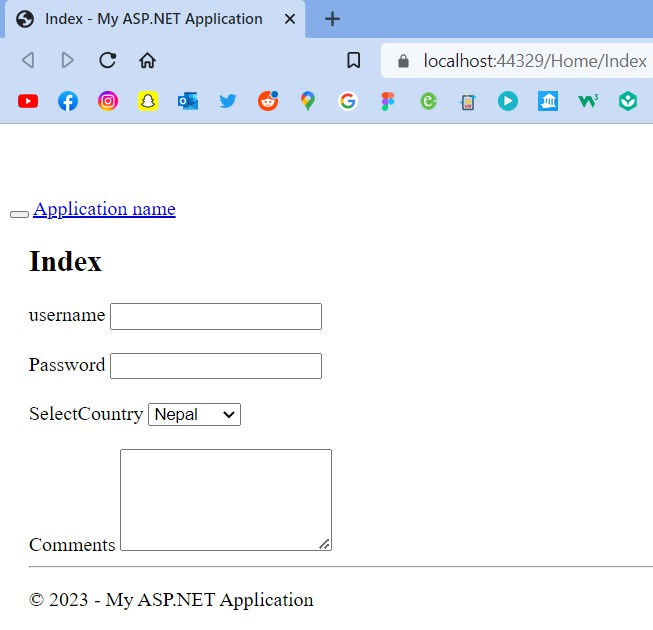 Index - My ASP.NET Application
localhost:44329/Home/Index
Application name
Index
username
Password
SelectCountry Nepal
Comments
© 2023 - My ASP.NET Application